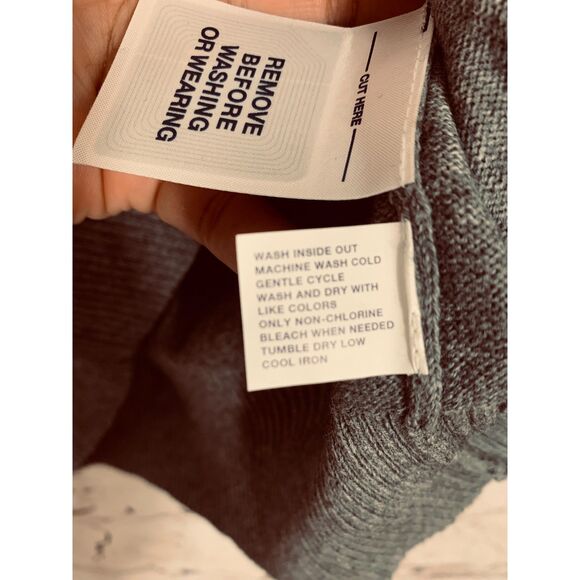 REMOVE
BEFORE
WASHING
OR WEARING
CUT HERE
WASH INSIDE OUT
MACHINE WASH COLD
GENTLE CYCLE
WASH AND DRY WITH
LIKE COLORS
ONLY NON-CHLORINE
BLEACH WHEN NEEDED
TUMBLE DRY LOW
COOL IRON